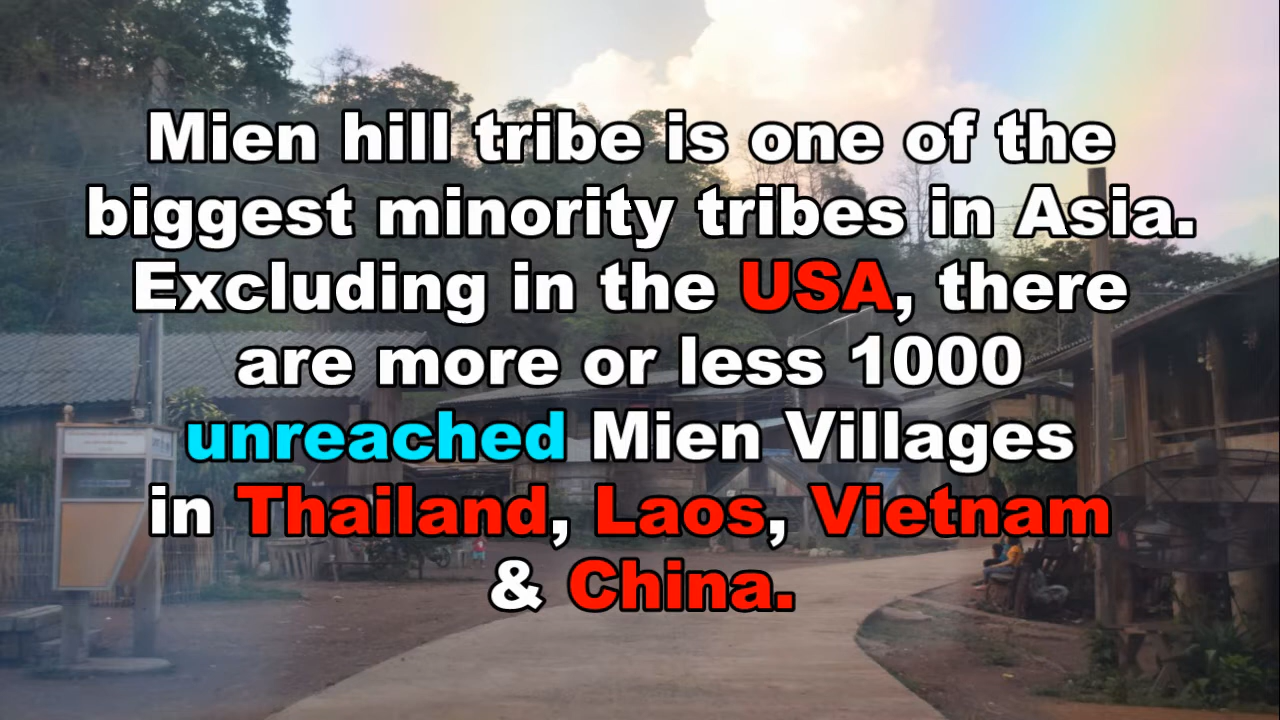 Mien hill tribe is one of the
biggest minority tribes in Asia.
Excluding in the USA, there
are more or less 1000
unreached Mien Villages
in Thailand, Laos, Vietnam
& China.